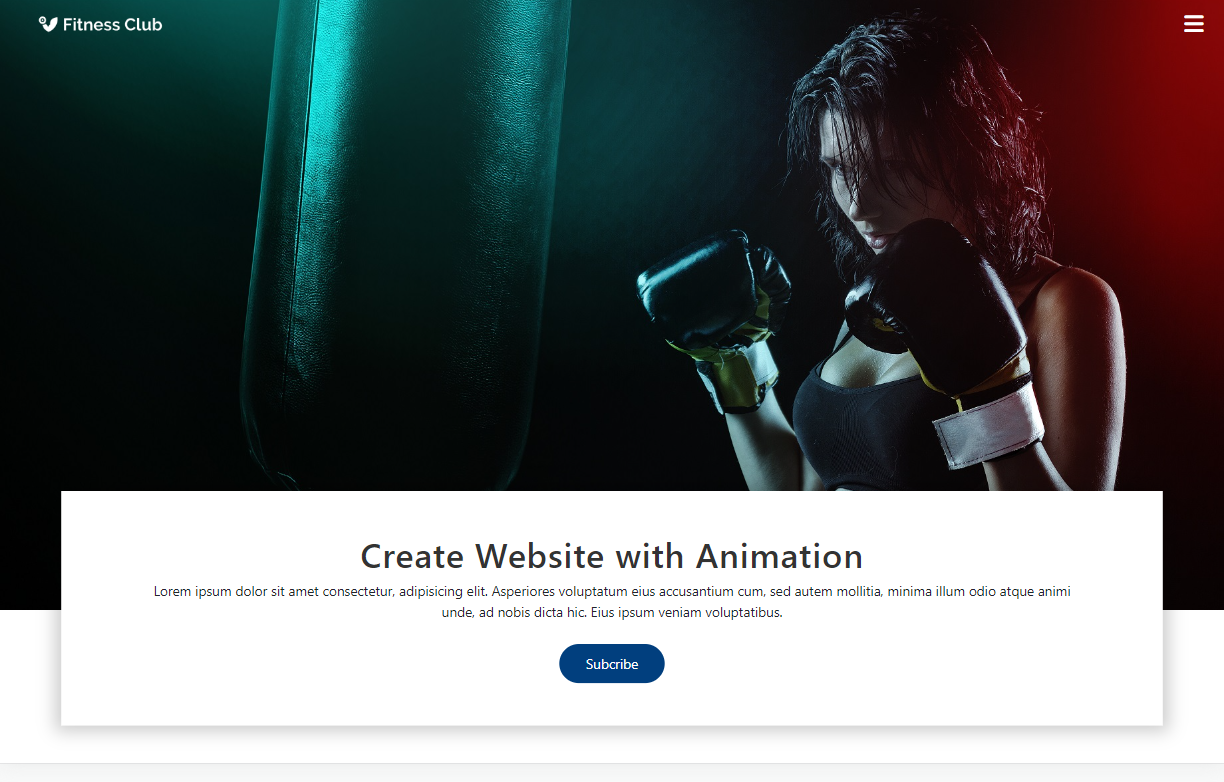 Fitness Club
Create Website with Animation
Lorem ipsum dolor sit amet consectetur, adipisicing elit. Asperiores voluptatum eius accusantium cum, sed autem mollitia, minima illum odio atque animi
unde, ad nobis dicta hic. Eius ipsum veniam voluptatibus.
Subcribe